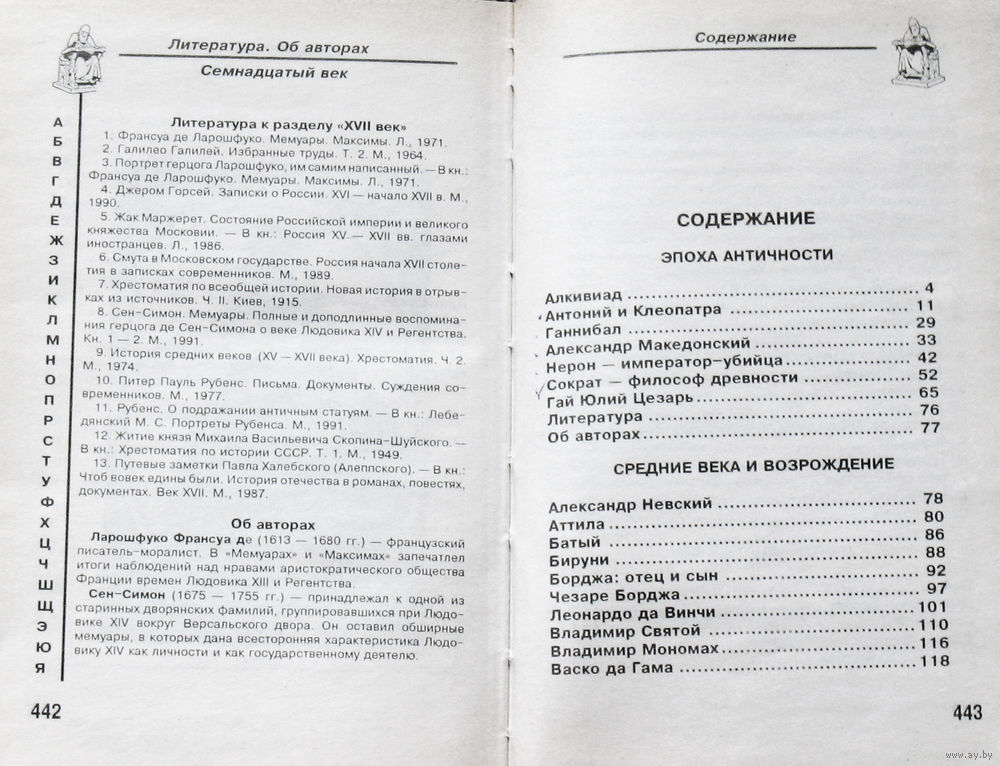 Литература. Об авторах
Семнадцатый век
А
Б
В
Г
Д
Е
Ж
З
И
К
Л
М
Н
О
П
Р
С
Т
У
Ф
Х
Ц
Ч
Ш
Щ
Э
Ю
Я
Литература к разделу «XVII век»
1. Франсуа де Ларошфуко. Мемуары. Максимы. Л., 1971.
2. Галилео Галилей. Избранные труды. Т. 2. М., 1964.
3. Портрет герцога Ларошфуко, им самим написанный. — В кн.:
Франсуа де Ларошфуко. Мемуары. Максимы. Л., 1971.
4. Джером Горсей. Записки о России. XVI — начало XVII в. М.,
1990.
5. Жак Маржерет. Состояние Российской империи и великого
княжества Московии. — В кн.: Россия XV — XVII вв. глазами
иностранцев. Л., 1986.
6. Смута в Московском государстве. Россия начала XVII столе-
тия в записках современников. М., 1989.
7. Хрестоматия по всеобщей истории. Новая история в отрыв-
ках из источников. Ч. II. Киев, 1915.
8. Сен-Симон. Мемуары. Полные и доподлинные воспомина-
ния герцога де Сен-Симона о веке Людовика XIV и Регентства.
Кн. 1 — 2. М., 1991.
9. История средних веков (XV — XVII века). Хрестоматия. Ч. 2.
М., 1974.
10. Питер Пауль Рубенс. Письма. Документы. Суждения со-
временников. М., 1977.
11. Рубенс. О подражании античным статуям. — В кн.: Лебе-
дянский М. С. Портреты Рубенса. М., 1991.
12. Житие князя Михаила Васильевича Скопина-Шуйского. —
В кн.: Хрестоматия по истории СССР. Т. 1. М., 1949.
13. Путевые заметки Павла Халебского (Алеппского). — В кн.:
Чтоб вовек едины были. История отечества в романах, повестях,
документах. Век XVII. М., 1987.
Об авторах
Ларошфуко Франсуа де (1613 — 1680 гг.) — французский
писатель-моралист. В «Мемуарах» и «Максимах» запечатлел
итоги наблюдений над нравами аристократического общества
Франции времен Людовика XIII и Регентства.
Сен-Симон (1675 — 1755 гг.) — принадлежал к одной из
старинных дворянских фамилий, группировавшихся при Людо-
вике XIV вокруг Версальского двора. Он оставил обширные
мемуары, в которых дана всесторонняя характеристика Людо-
вику XIV как личности и как государственному деятелю.
442
Содержание
СОДЕРЖАНИЕ
ЭПОХА АНТИЧНОСТИ
Алкивиад 4
Антоний и Клеопатра 11
Ганнибал 29
Александр Македонский 33
Нерон — император-убийца 42
Сократ — философ древности 52
Гай Юлий Цезарь 65
Литература 76
Об авторах 77
СРЕДНИЕ ВЕКА И ВОЗРОЖДЕНИЕ
Александр Невский 78
Аттила 80
Батый 86
Бируни 88
Борджа: отец и сын 92
Чезаре Борджа 97
Леонардо да Винчи 101
Владимир Святой 110
Владимир Мономах 116
Васко да Гама 118
443
www.ay.by